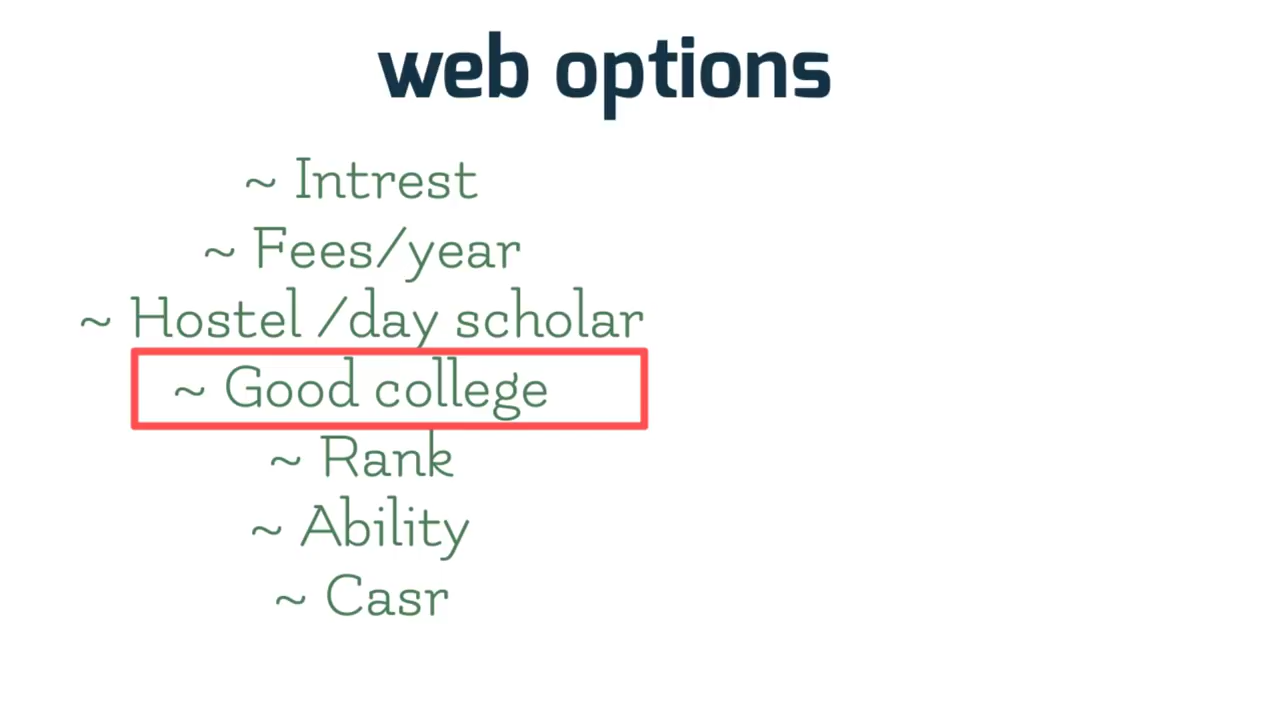 web options
~ Intrest
~ Fees/year
~ Hostel /day scholar
~ Good college
~ Rank
~ Ability
~ Casr